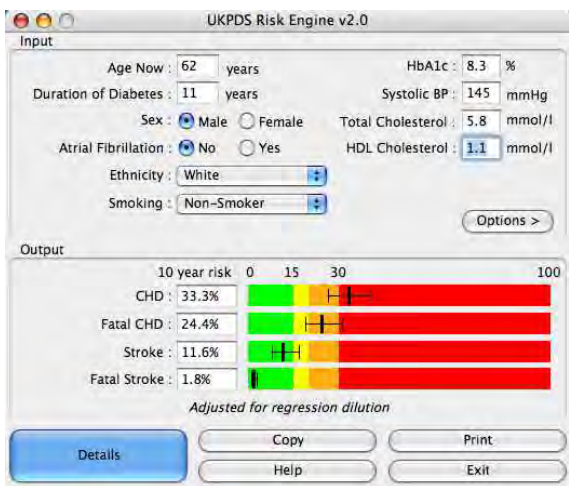 UKPDS Risk Engine v2.0
Input
Age Now : 62 years HbA1c : 8.3 %
Duration of Diabetes : 11 years Systolic BP : 145 mmHg
Sex : Male Female Total Cholesterol : 5.8 mmol/l
Atrial Fibrillation : No Yes HDL Cholesterol : 1.1 mmol/l
Ethnicity : White
Smoking : Non-Smoker
Options >
Output
10 year risk 0 15 30 100
CHD : 33.3%
Fatal CHD : 24.4%
Stroke : 11.6%
Fatal Stroke : 1.8%
Adjusted for regression dilution
Details Copy Print
Help Exit